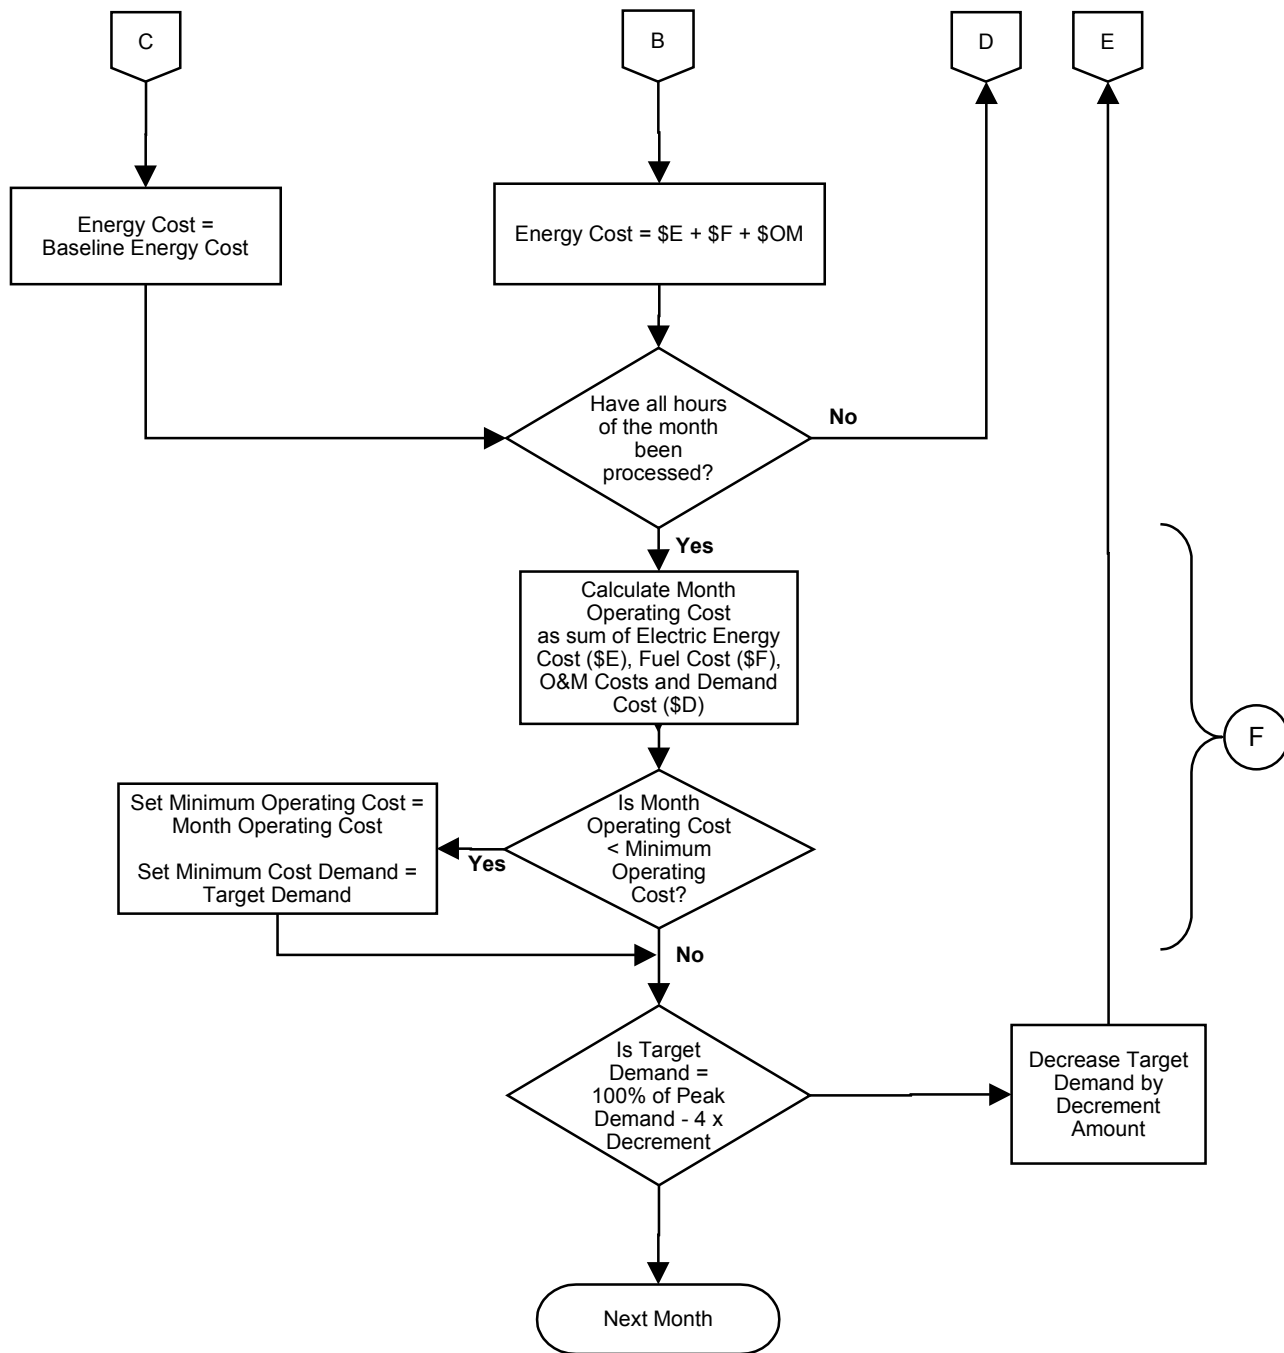 C
B
D
E
Energy Cost =
Baseline Energy Cost
Energy Cost = $E + $F + $OM
Have all hours
of the month
been
processed?
No
Yes
Calculate Month
Operating Cost
as sum of Electric Energy
Cost ($E), Fuel Cost ($F),
O&M Costs and Demand
Cost ($D)
F
Set Minimum Operating Cost =
Month Operating Cost
Set Minimum Cost Demand =
Target Demand
Yes
Is Month
Operating Cost
< Minimum
Operating
Cost?
No
Is Target
Demand =
100% of Peak
Demand - 4 x
Decrement
Decrease Target
Demand by
Decrement
Amount
Next Month